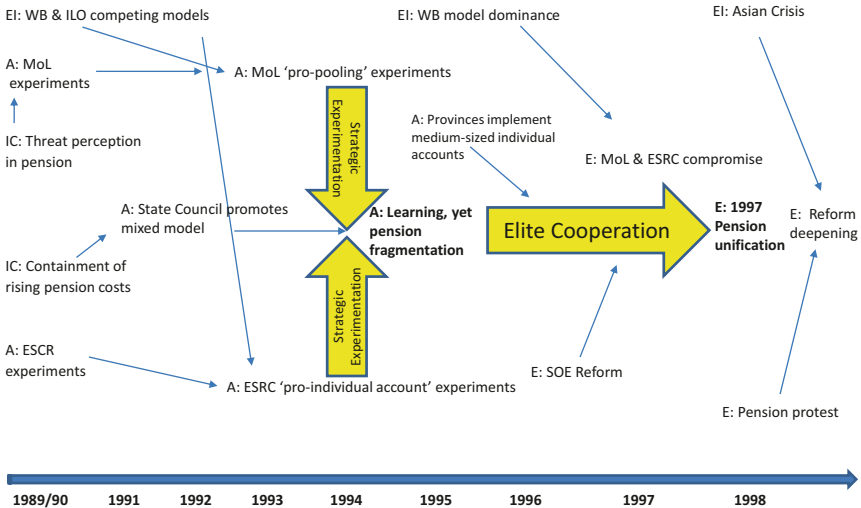 EI: WB & ILO competing models
EI: WB model dominance
EI: Asian Crisis
A: MoL
experiments
A: MoL 'pro-pooling' experiments
IC: Threat perception
in pension
Strategic
Experimentation
A: Provinces implement
medium-sized individual
accounts
E: MoL & ESRC compromise
A: State Council promotes
mixed model
A: Learning, yet
pension
fragmentation
Elite Cooperation
E: 1997
Pension
unification
E: Reform
deepening
IC: Containment of
rising pension costs
Strategic
Experimentation
A: ESCR
experiments
A: ESRC 'pro-individual account' experiments
E: SOE Reform
E: Pension protest
1989/90 1991 1992 1993 1994 1995 1996 1997 1998